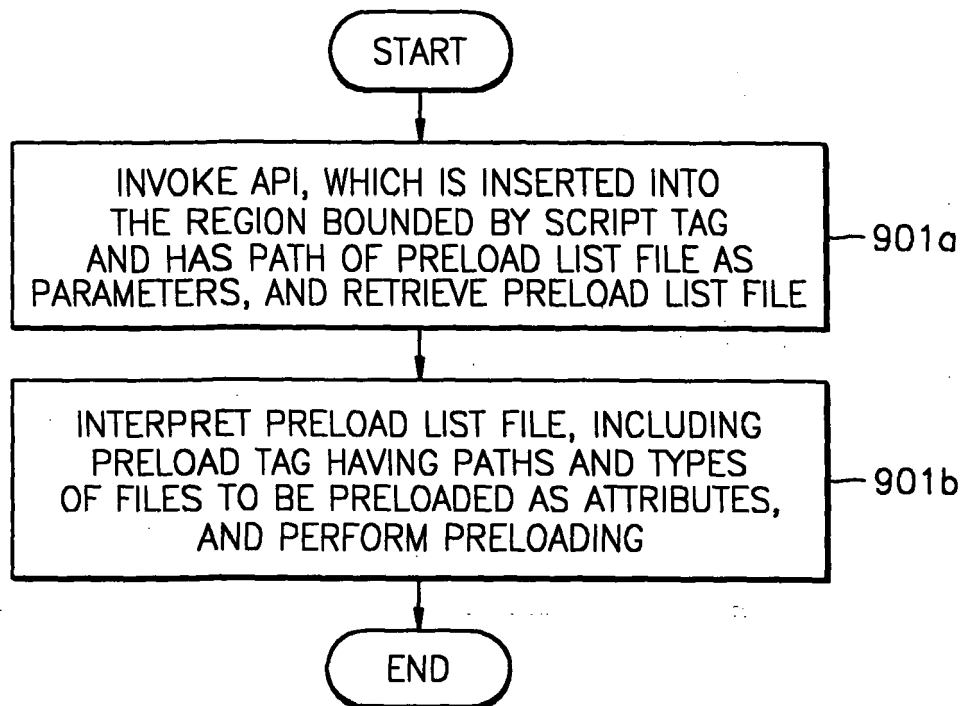 START
INVOKE API, WHICH IS INSERTED INTO
THE REGION BOUNDED BY SCRIPT TAG
AND HAS PATH OF PRELOAD LIST FILE AS
PARAMETERS, AND RETRIEVE PRELOAD LIST FILE
901a
INTERPRET PRELOAD LIST FILE, INCLUDING
PRELOAD TAG HAVING PATHS AND TYPES
OF FILES TO BE PRELOADED AS ATTRIBUTES,
AND PERFORM PRELOADING
901b
END